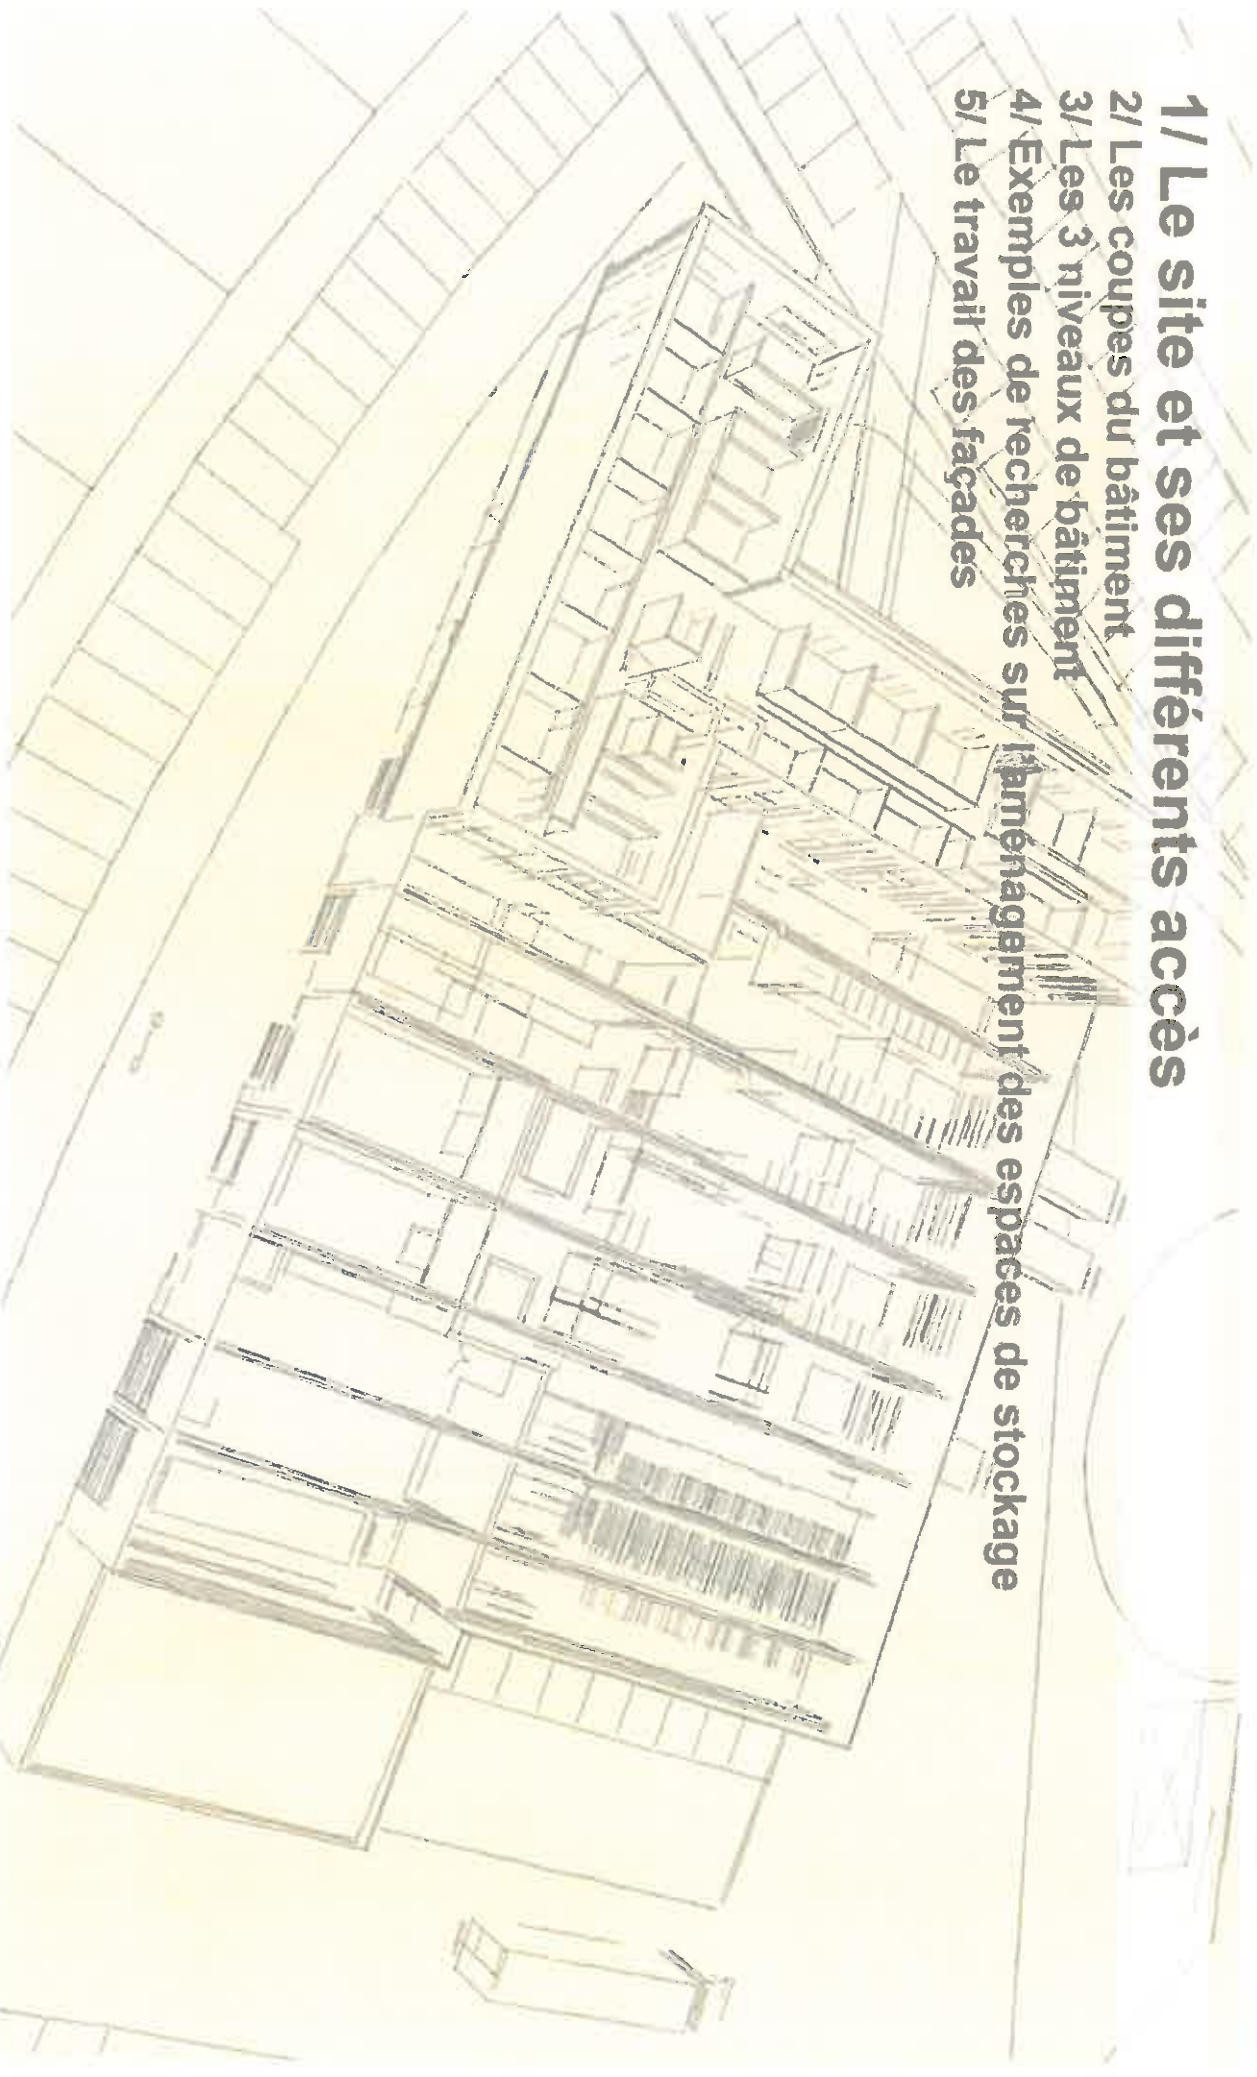 1/ Le site et ses différents accès
2/ Les coupes du bâtiment
3/ Les 3 niveaux de bâtiment
4/ Exemples de recherches sur l'aménagement des espaces de stockage
5/ Le travail des façades